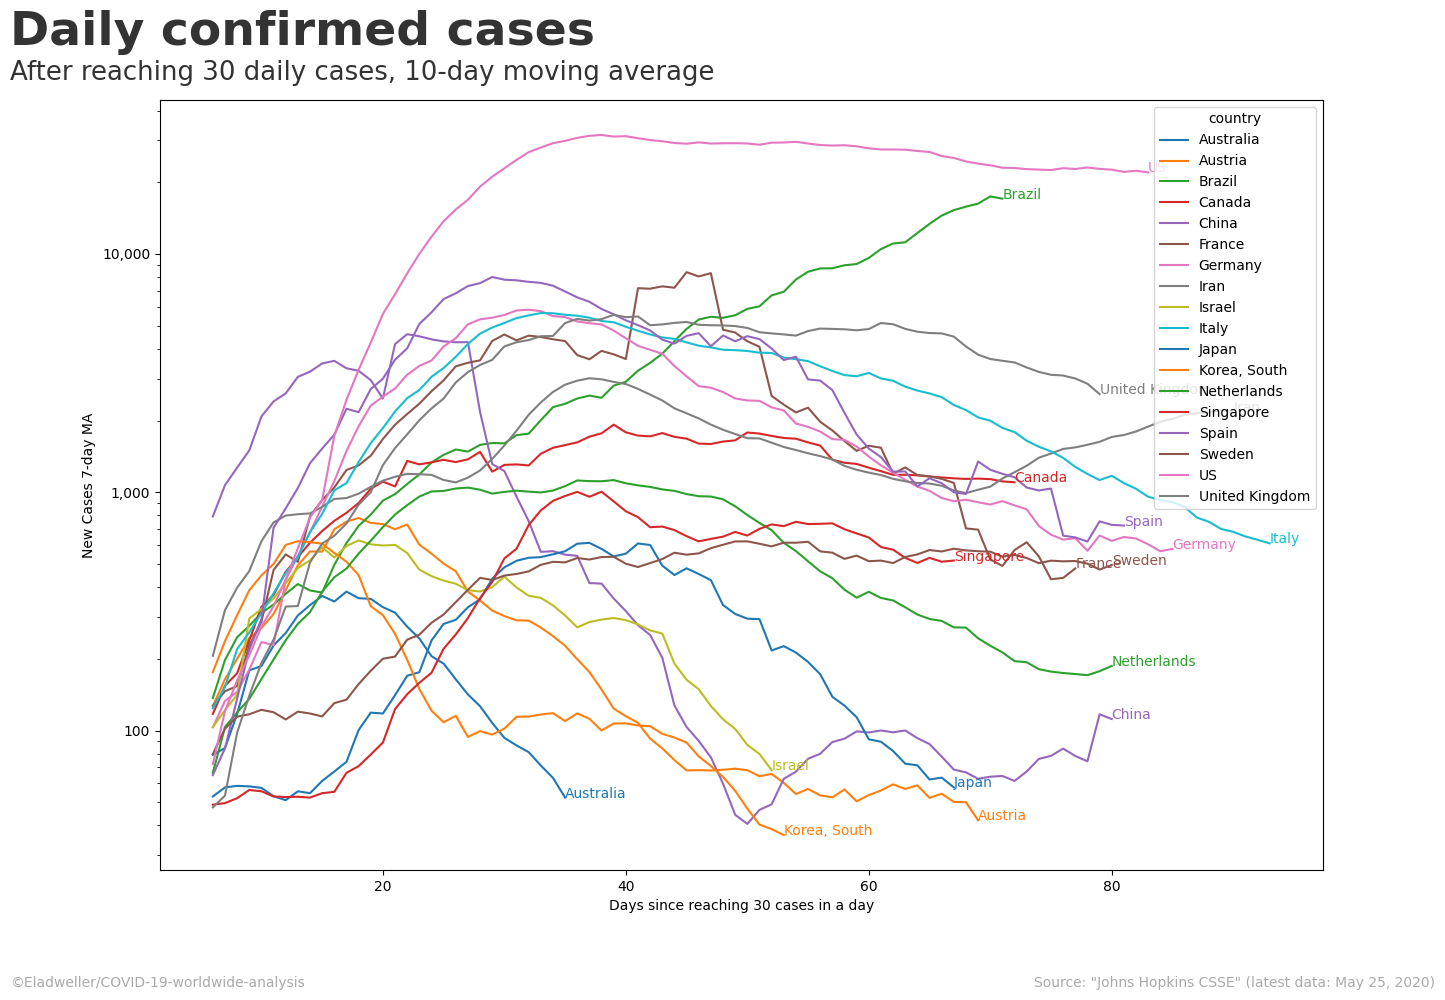 Daily confirmed cases
After reaching 30 daily cases, 10-day moving average
country
Australia
Austria
Brazil
Canada
China
France
Germany
Iran
Israel
Italy
Japan
Korea, South
Netherlands
Singapore
Spain
Sweden
US
United Kingdom
US
Brazil
United Kingdom
Iran
Canada
Spain
Italy
Germany
Singapore
France
Sweden
Netherlands
China
Israel
Japan
Australia
Austria
Korea, South
10,000
1,000
100
New Cases 7-day MA
20
40
60
80
Days since reaching 30 cases in a day
©Eladweller/COVID-19-worldwide-analysis
Source: "Johns Hopkins CSSE" (latest data: May 25, 2020)